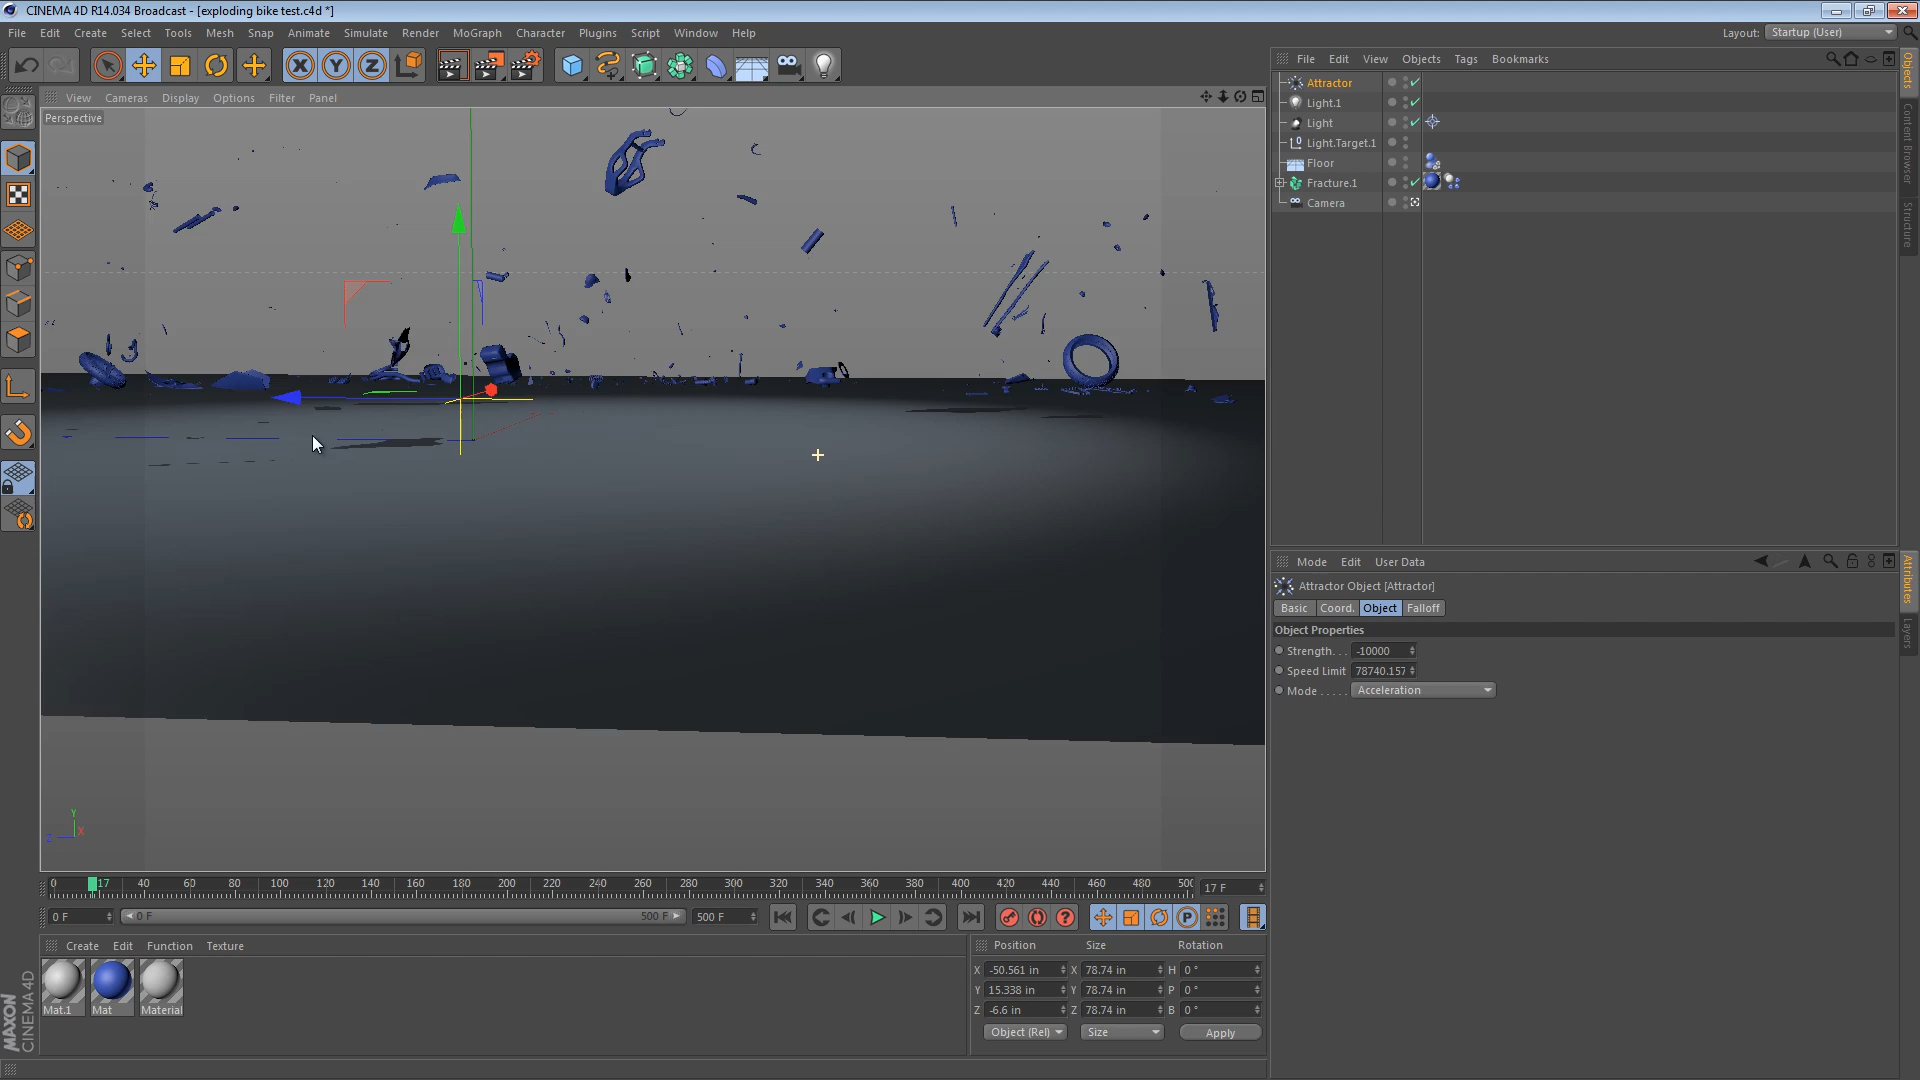 CINEMA 4D R14.034 Broadcast - [exploding bike test.c4d *]
File Edit Create Select Tools Mesh Snap Animate Simulate Render MoGraph Character Plugins Script Window Help
Layout: Startup (User)
View Cameras Display Options Filter Panel
Perspective
Y
X
Z
File Edit View Objects Tags Bookmarks
Attractor
Light.1
Light
Light.Target.1
Floor
Fracture.1
Camera
Objects
Content Browser
Structure
Mode Edit User Data
Attractor Object [Attractor]
Basic Coord. Object Falloff
Object Properties
Strength. . . -10000
Speed Limit 78740.157
Mode . . . . . Acceleration
Attributes
Layers
0 17 40 60 80 100 120 140 160 180 200 220 240 260 280 300 320 340 360 380 400 420 440 460 480 500 17 F
0 F 0 F 500 F 500 F
Create Edit Function Texture
Mat.1 Mat Material
Position Size Rotation
X -50.561 in X 78.74 in H 0 °
Y 15.338 in Y 78.74 in P 0 °
Z -6.6 in Z 78.74 in B 0 °
Object (Rel) Size Apply
MAXON
CINEMA 4D